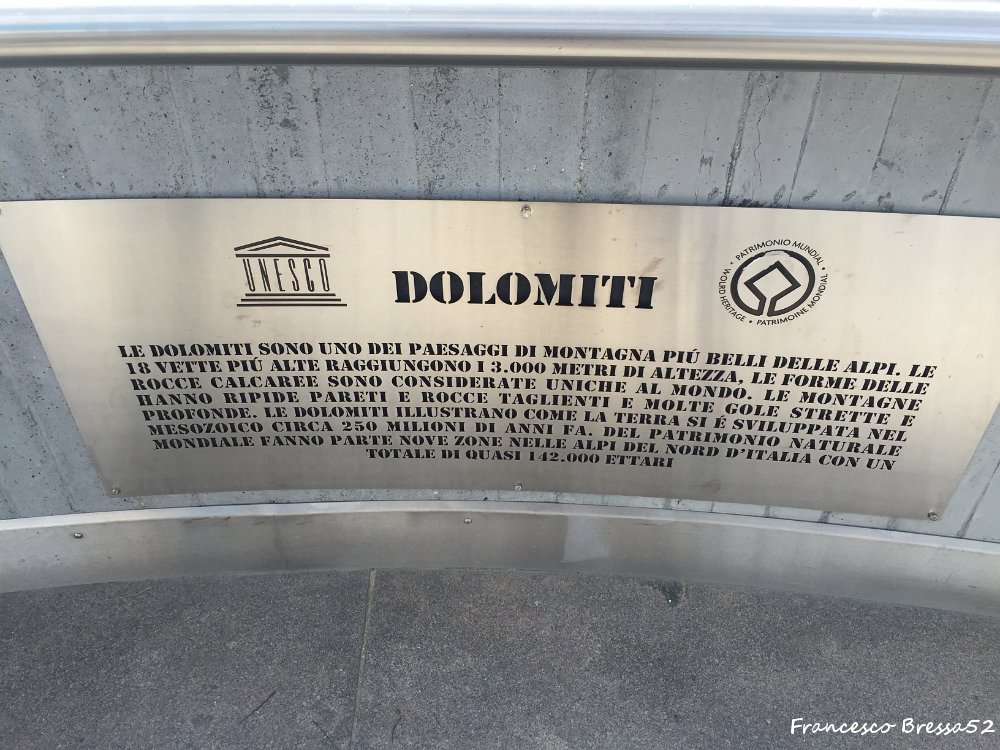 UNESCO
DOLOMITI
PATRIMONIO MUNDIAL • WORLD HERITAGE • PATRIMOINE MONDIAL •
LE DOLOMITI SONO UNO DEI PAESAGGI DI MONTAGNA PIÚ BELLI DELLE ALPI. LE
18 VETTE PIÚ ALTE RAGGIUNGONO I 3.000 METRI DI ALTEZZA, LE FORME DELLE
ROCCE CALCAREE SONO CONSIDERATE UNICHE AL MONDO. LE MONTAGNE
HANNO RIPIDE PARETI E ROCCE TAGLIENTI E MOLTE GOLE STRETTE E
PROFONDE. LE DOLOMITI ILLUSTRANO COME LA TERRA SI É SVILUPPATA NEL
MESOZOICO CIRCA 250 MILIONI DI ANNI FA. DEL PATRIMONIO NATURALE
MONDIALE FANNO PARTE NOVE ZONE NELLE ALPI DEL NORD D'ITALIA CON UN
TOTALE DI QUASI 142.000 ETTARI
Francesco Bressa52